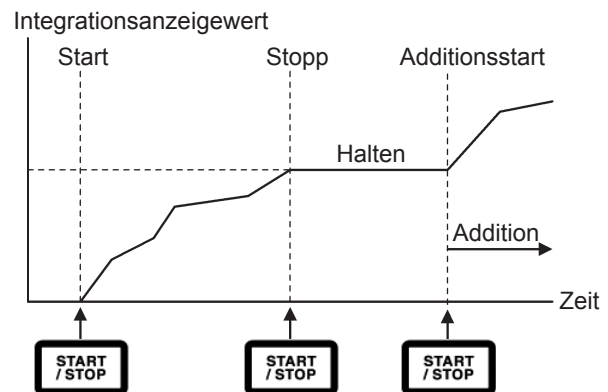 Integrationsanzeigewert
Start Stopp Additionsstart
Halten
Addition
Zeit
START
/ STOP
START
/ STOP
START
/ STOP